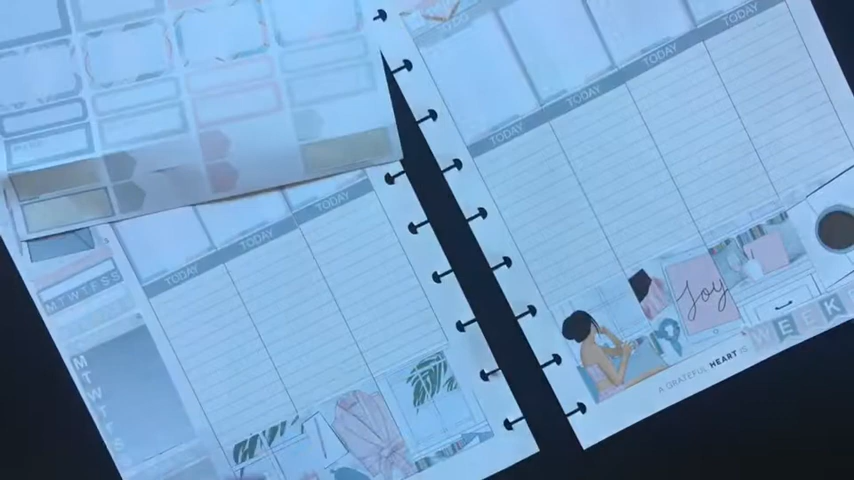 TODAY
TODAY
TODAY
TODAY
TODAY
TODAY
TODAY
MTWTFSS
M
T
W
T
F
S
S
Joy
A GRATEFUL HEART IS
WEEK